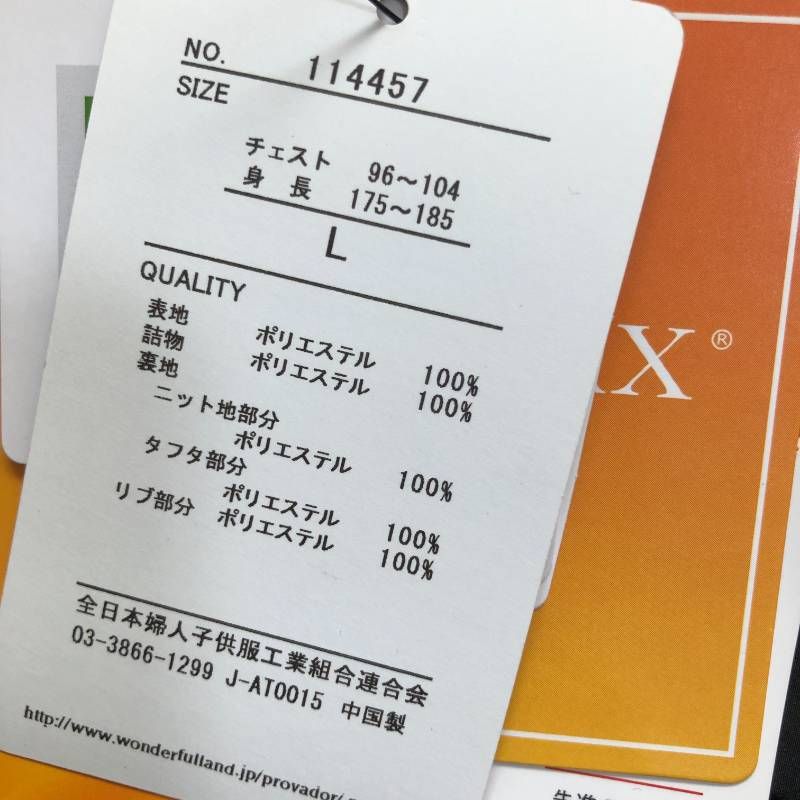 NO. 114457
SIZE
チェスト 96～104
身長 175～185
L
QUALITY
表地 ポリエステル 100%
詰物 ポリエステル 100%
裏地
ニット地部分
ポリエステル 100%
タフタ部分
ポリエステル 100%
リブ部分 ポリエステル 100%
全日本婦人子供服工業組合連合会
03-3866-1299 J-AT0015 中国製
http://www.wonderfulland.jp/provador/
X®